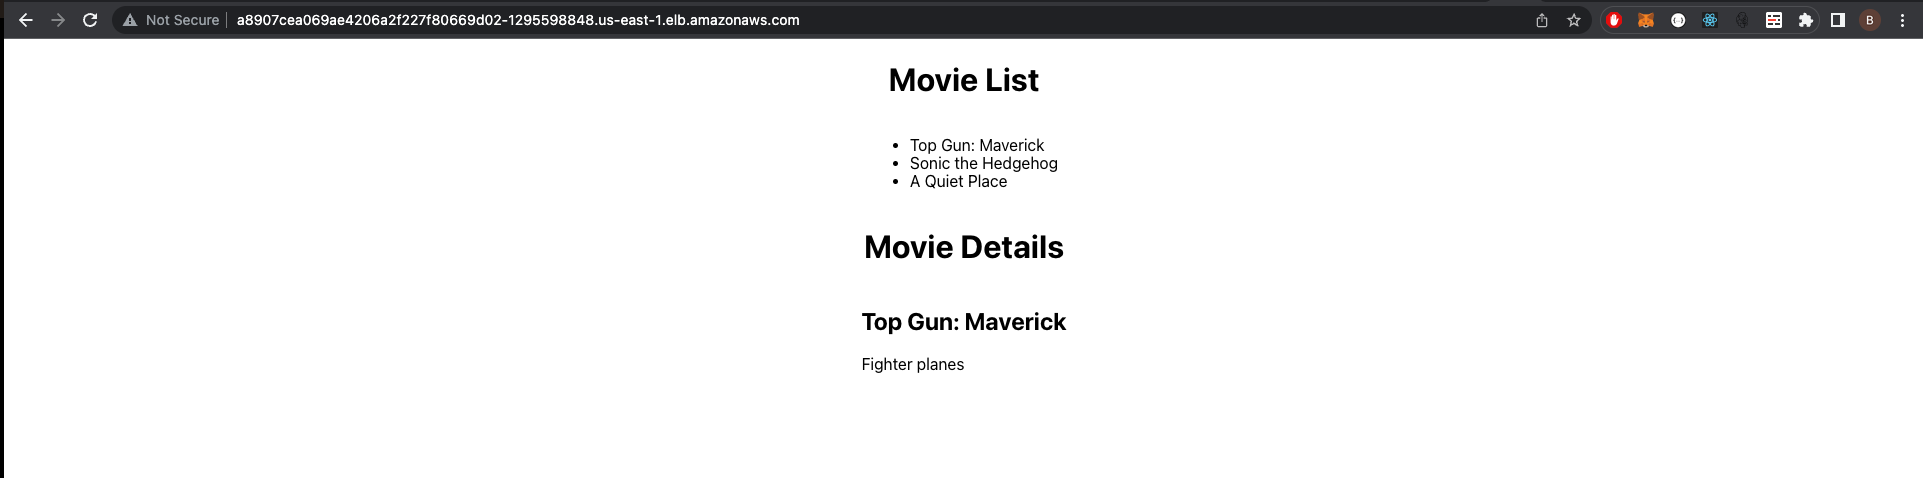 Not Secure a8907cea069ae4206a2f227f80669d02-1295598848.us-east-1.elb.amazonaws.com
B
Movie List
Top Gun: Maverick
Sonic the Hedgehog
A Quiet Place
Movie Details
Top Gun: Maverick
Fighter planes